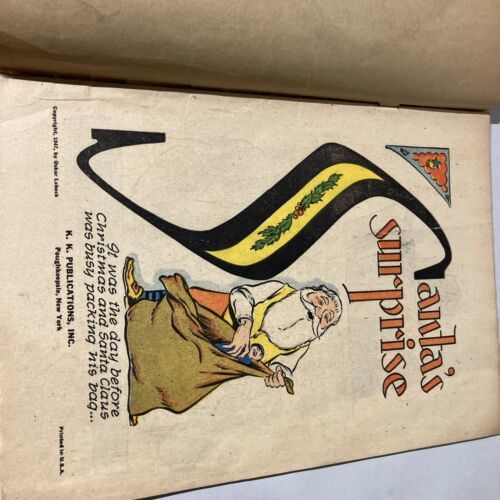 Santa's
surprise
It was the day before
Christmas and Santa Claus
was busy packing his bag...
K. K. PUBLICATIONS, INC.
Poughkeepsie, New York
Copyright, 1947, by Oskar Lebeck
Printed in U.S.A.